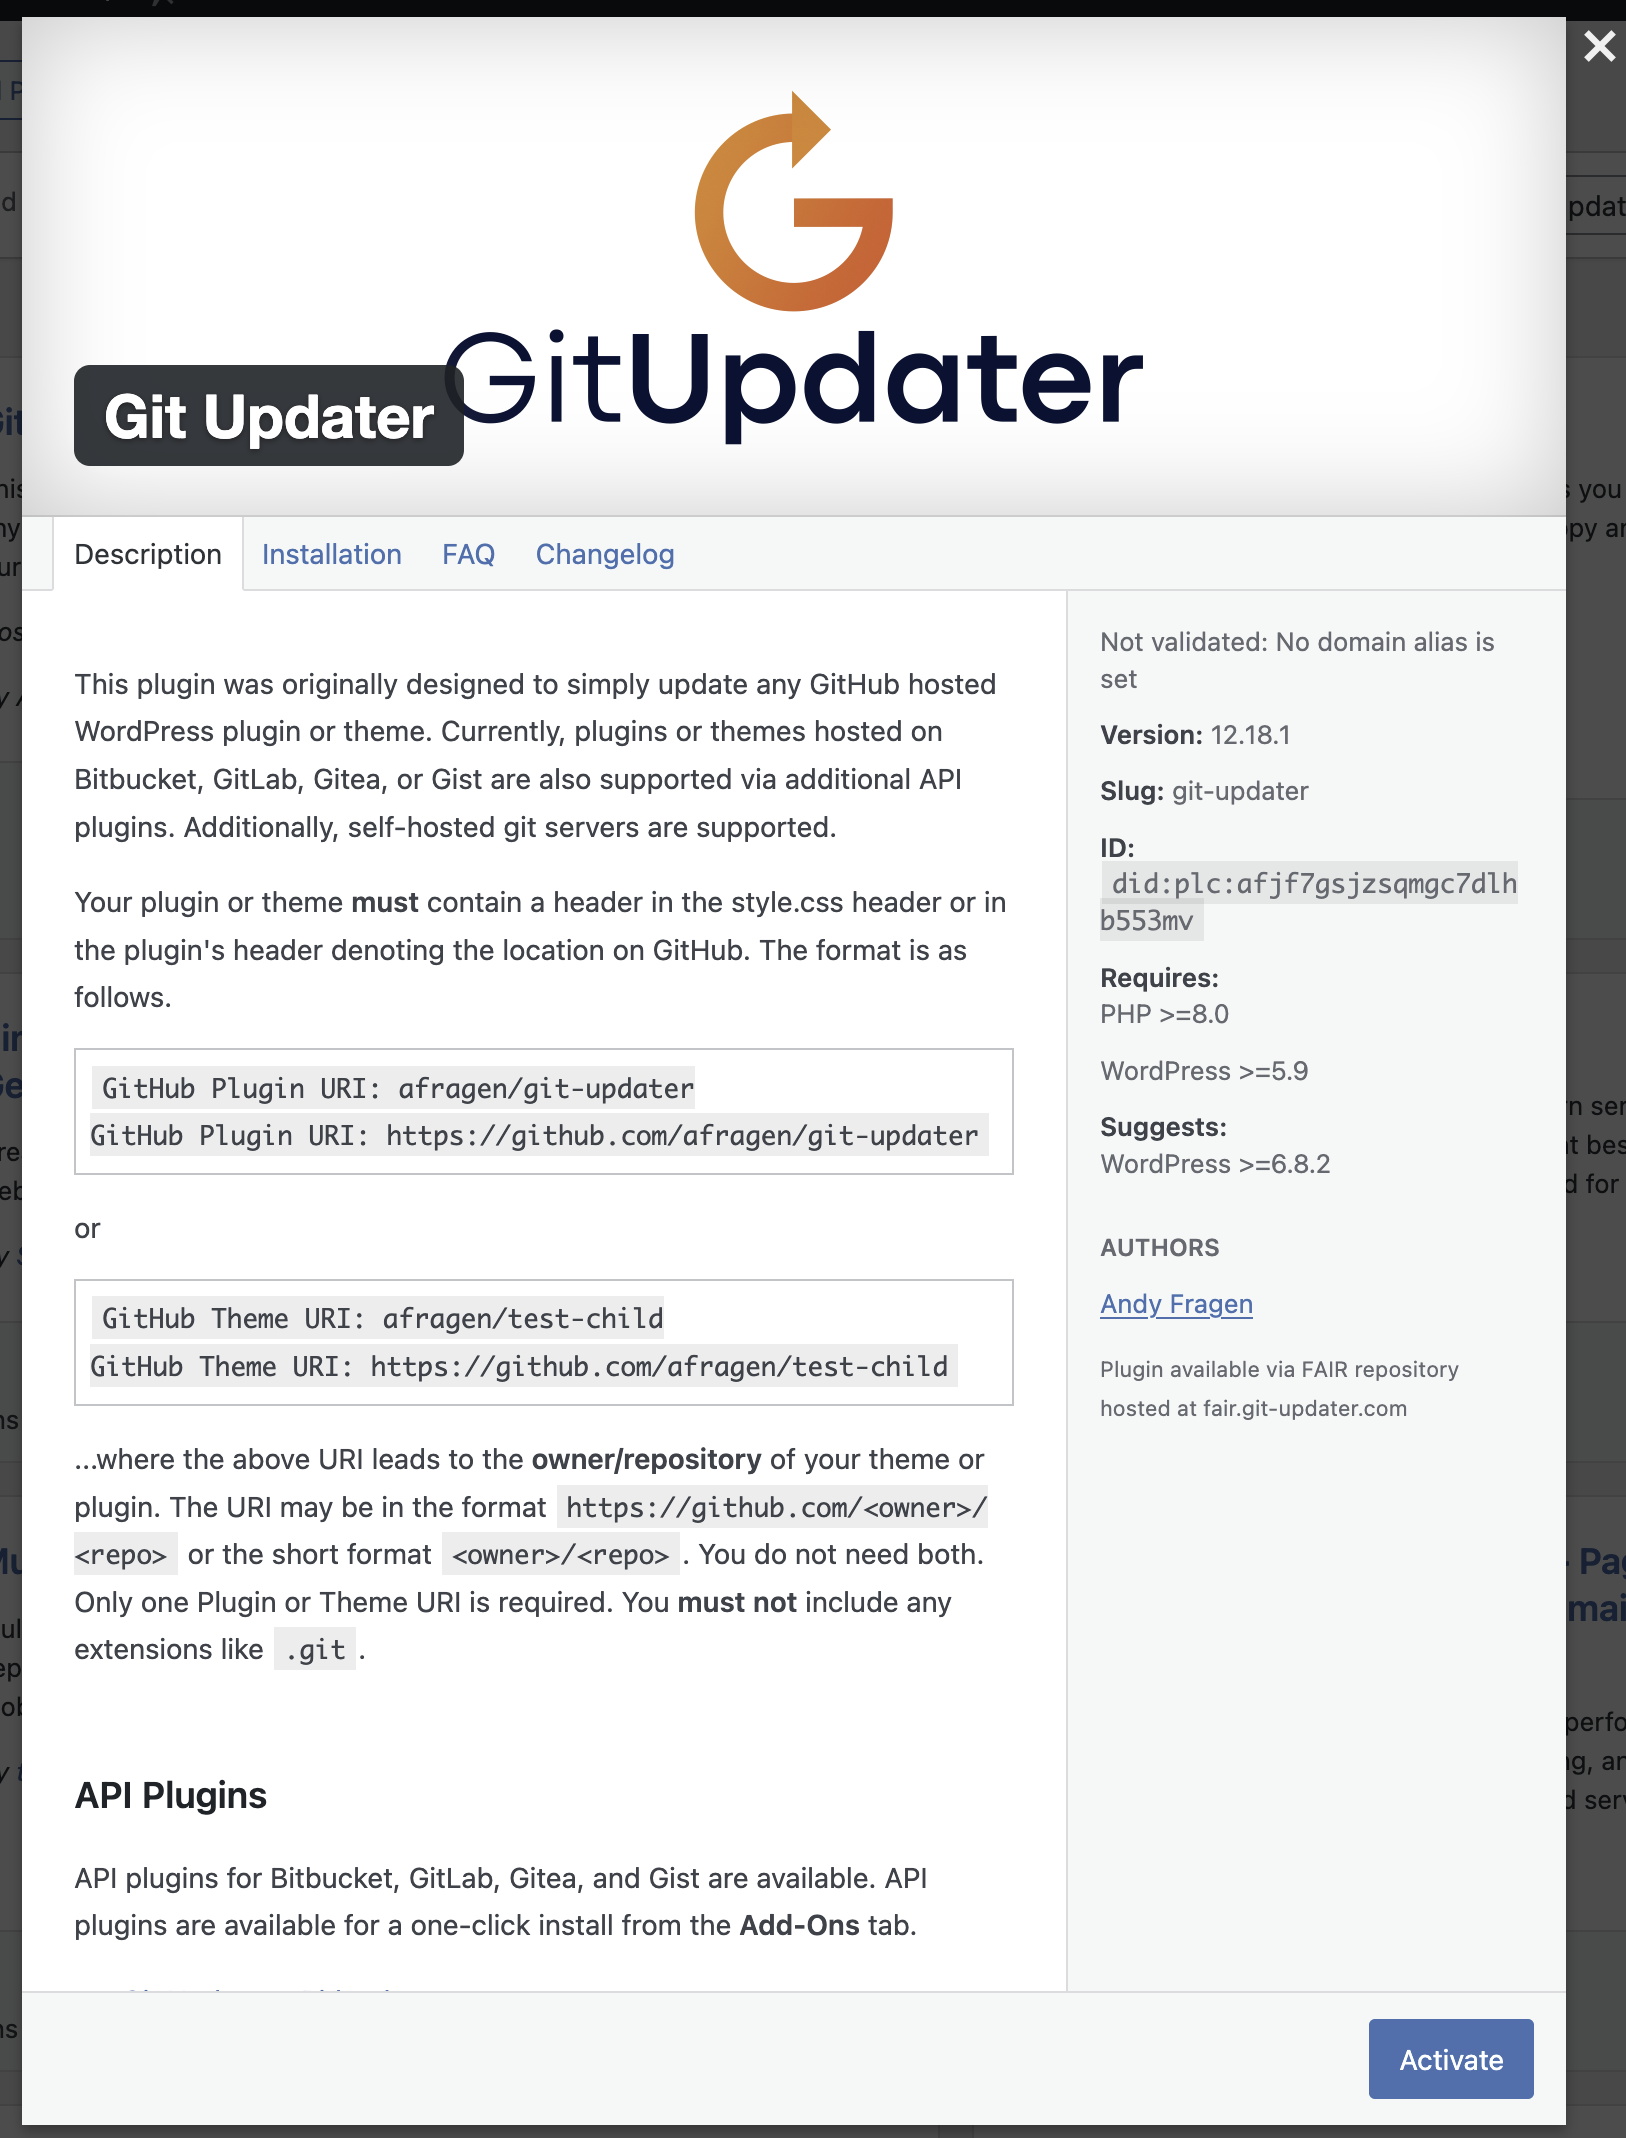 GitUpdater
Git Updater
Description
Installation
FAQ
Changelog
This plugin was originally designed to simply update any GitHub hosted
WordPress plugin or theme. Currently, plugins or themes hosted on
Bitbucket, GitLab, Gitea, or Gist are also supported via additional API
plugins. Additionally, self-hosted git servers are supported.
Your plugin or theme must contain a header in the style.css header or in
the plugin's header denoting the location on GitHub. The format is as
follows.
GitHub Plugin URI: afragen/git-updater
GitHub Plugin URI: https://github.com/afragen/git-updater
or
GitHub Theme URI: afragen/test-child
GitHub Theme URI: https://github.com/afragen/test-child
...where the above URI leads to the owner/repository of your theme or
plugin. The URI may be in the format https://github.com/<owner>/
<repo> or the short format <owner>/<repo> . You do not need both.
Only one Plugin or Theme URI is required. You must not include any
extensions like .git .
API Plugins
API plugins for Bitbucket, GitLab, Gitea, and Gist are available. API
plugins are available for a one-click install from the Add-Ons tab.
Not validated: No domain alias is
set
Version: 12.18.1
Slug: git-updater
ID:
did:plc:afjf7gsjzsqmgc7dlh
b553mv
Requires:
PHP >=8.0
WordPress >=5.9
Suggests:
WordPress >=6.8.2
AUTHORS
Andy Fragen
Plugin available via FAIR repository
hosted at fair.git-updater.com
Activate